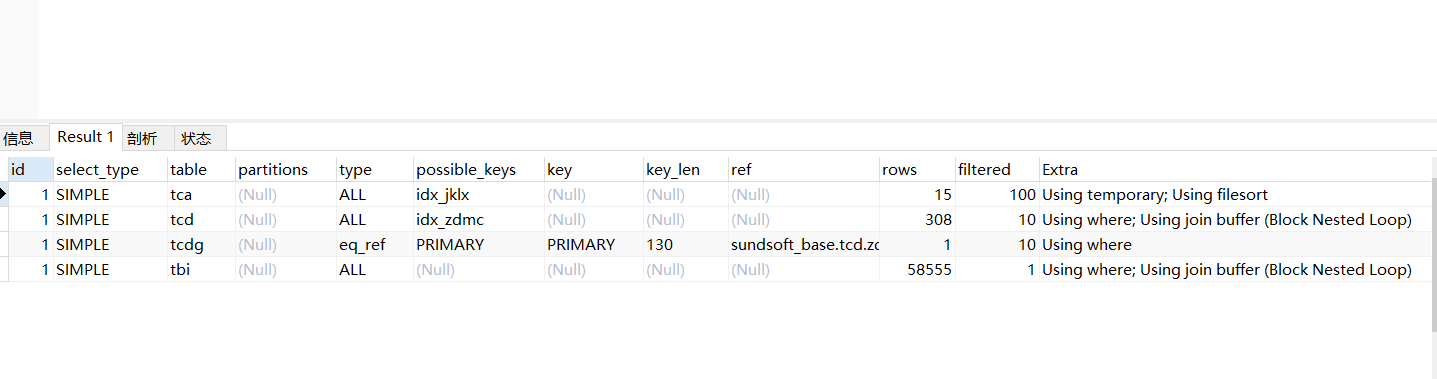 信息 Result 1 剖析 状态
id select_type table partitions type possible_keys key key_len ref rows filtered Extra
1 SIMPLE tca (Null) ALL idx_jklx (Null) (Null) (Null) 15 100 Using temporary; Using filesort
1 SIMPLE tcd (Null) ALL idx_zdmc (Null) (Null) (Null) 308 10 Using where; Using join buffer (Block Nested Loop)
1 SIMPLE tcdg (Null) eq_ref PRIMARY PRIMARY 130 sundsoft_base.tcd.zc 1 10 Using where
1 SIMPLE tbi (Null) ALL (Null) (Null) (Null) (Null) 58555 1 Using where; Using join buffer (Block Nested Loop)